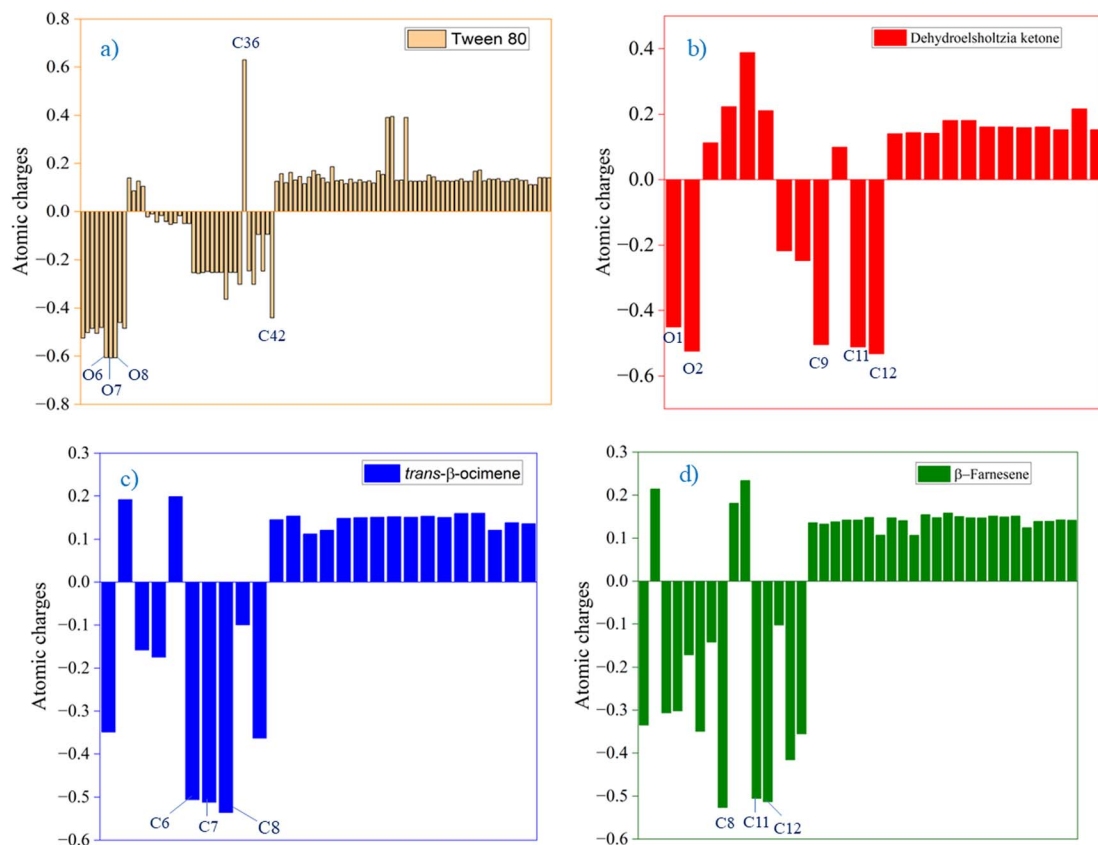 a)
Tween 80
Atomic charges
0.8
0.6
0.4
0.2
0.0
−0.2
−0.4
−0.6
−0.8
C36
C42
O6
O7
O8
b)
Dehydroelsholtzia ketone
Atomic charges
0.4
0.2
0.0
−0.2
−0.4
−0.6
O1
O2
C9
C11
C12
c)
trans-β-ocimene
Atomic charges
0.3
0.2
0.1
0.0
−0.1
−0.2
−0.3
−0.4
−0.5
−0.6
C6
C7
C8
d)
β–Farnesene
Atomic charges
0.3
0.2
0.1
0.0
−0.1
−0.2
−0.3
−0.4
−0.5
−0.6
C8
C11
C12